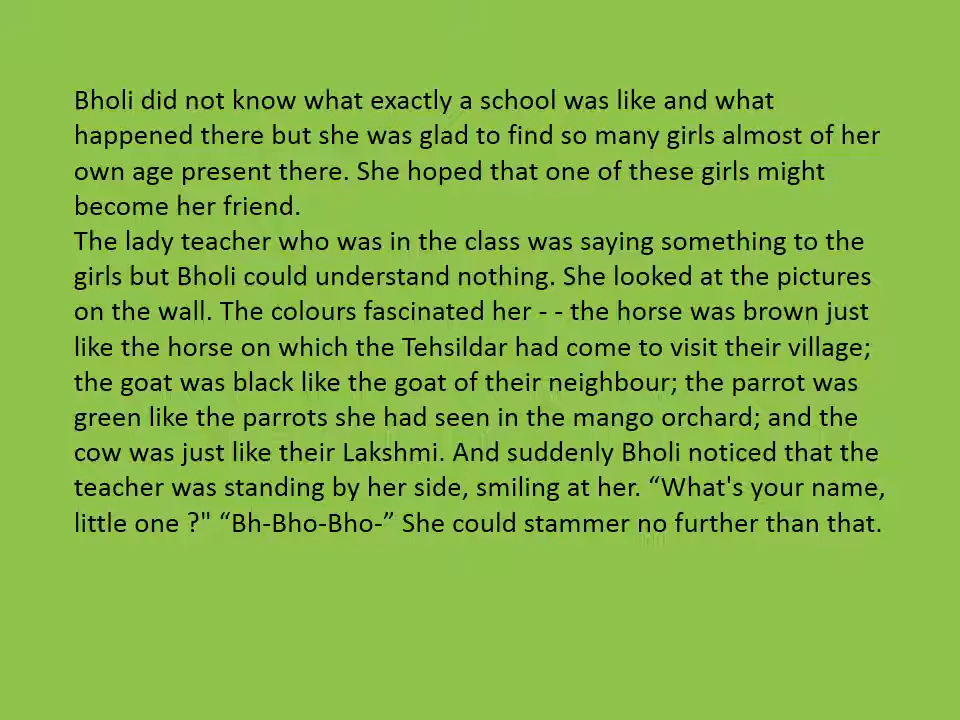 Bholi did not know what exactly a school was like and what
happened there but she was glad to find so many girls almost of her
own age present there. She hoped that one of these girls might
become her friend.
The lady teacher who was in the class was saying something to the
girls but Bholi could understand nothing. She looked at the pictures
on the wall. The colours fascinated her - - the horse was brown just
like the horse on which the Tehsildar had come to visit their village;
the goat was black like the goat of their neighbour; the parrot was
green like the parrots she had seen in the mango orchard; and the
cow was just like their Lakshmi. And suddenly Bholi noticed that the
teacher was standing by her side, smiling at her. “What's your name,
little one ?" “Bh-Bho-Bho-” She could stammer no further than that.